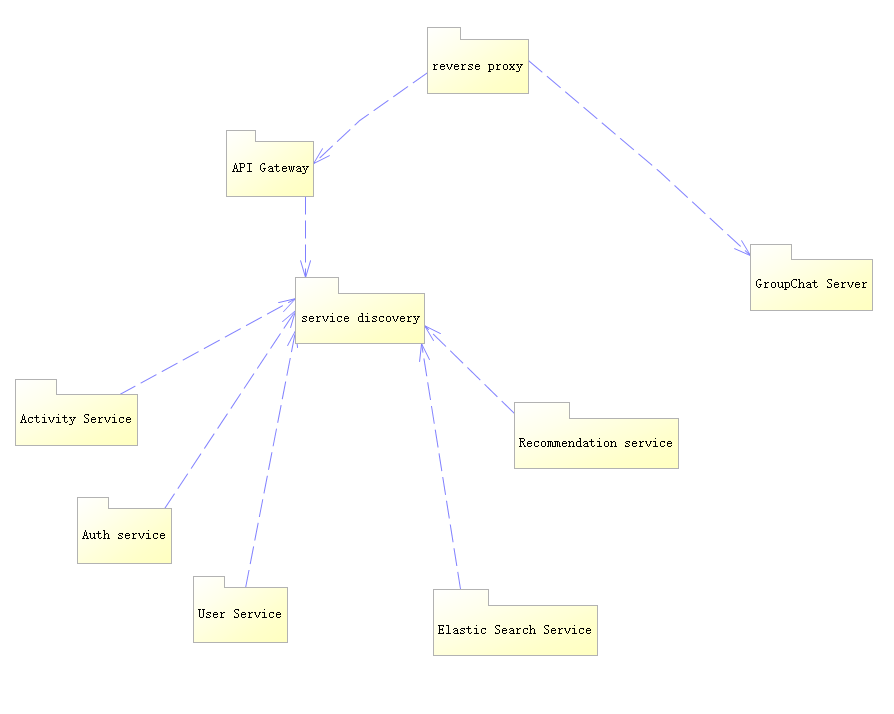 reverse proxy
API Gateway
GroupChat Server
service discovery
Activity Service
Recommendation service
Auth service
User Service
Elastic Search Service